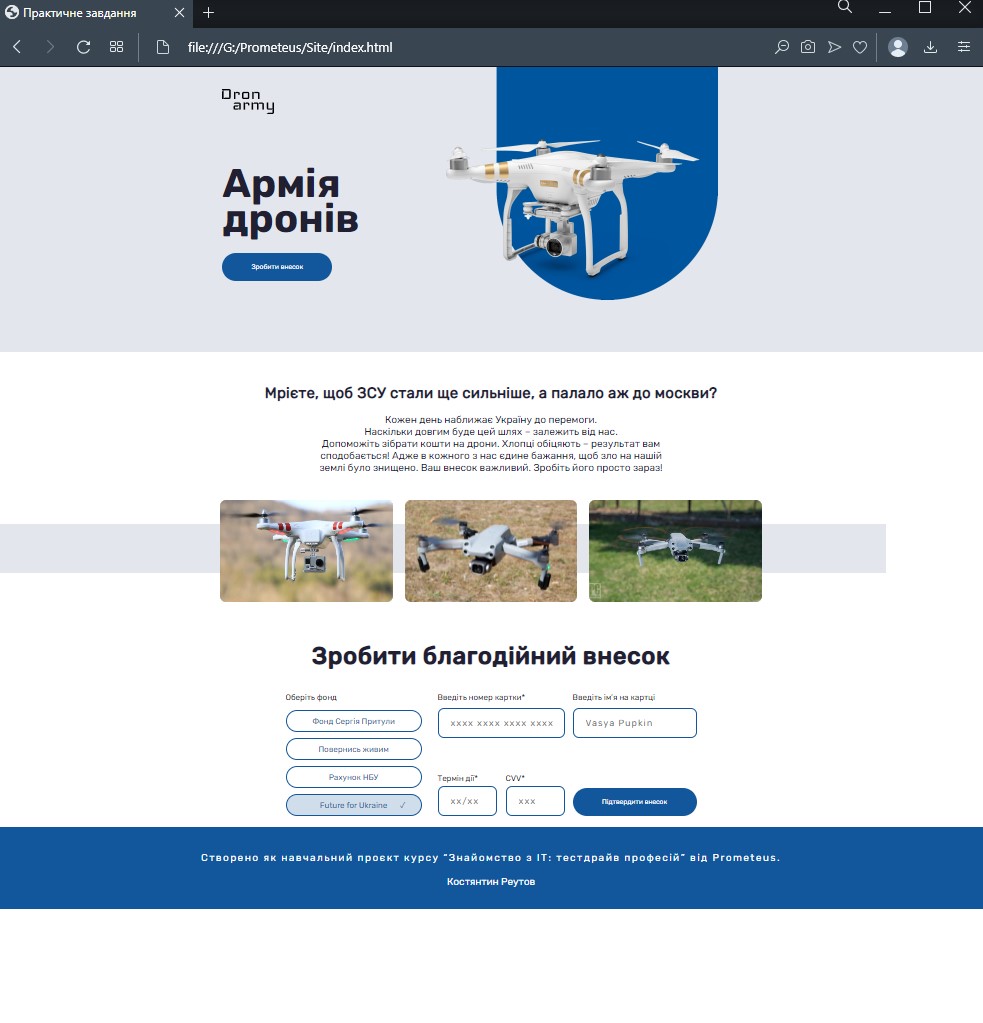 Практичне завдання
file:///G:/Prometeus/Site/index.html
Dron
army
Армія
дронів
Зробити внесок
Мрієте, щоб ЗСУ стали ще сильніше, а палало аж до москви?
Кожен день наближає Україну до перемоги.
Наскільки довгим буде цей шлях – залежить від нас.
Допоможіть зібрати кошти на дрони. Хлопці обіцяють – результат вам
сподобається! Адже в кожного з нас єдине бажання, щоб зло на нашій
землі було знищено. Ваш внесок важливий. Зробіть його просто зараз!
Зробити благодійний внесок
Оберіть фонд
Фонд Сергія Притули
Повернись живим
Рахунок НБУ
Future for Ukraine ✓
Введіть номер картки*
xxxx xxxx xxxx xxxx
Введіть ім'я на картці
Vasya Pupkin
Термін дії*
xx/xx
CVV*
xxx
Підтвердити внесок
Створено як навчальний проєкт курсу “Знайомство з IT: тестдрайв професій” від Prometeus.
Костянтин Реутов